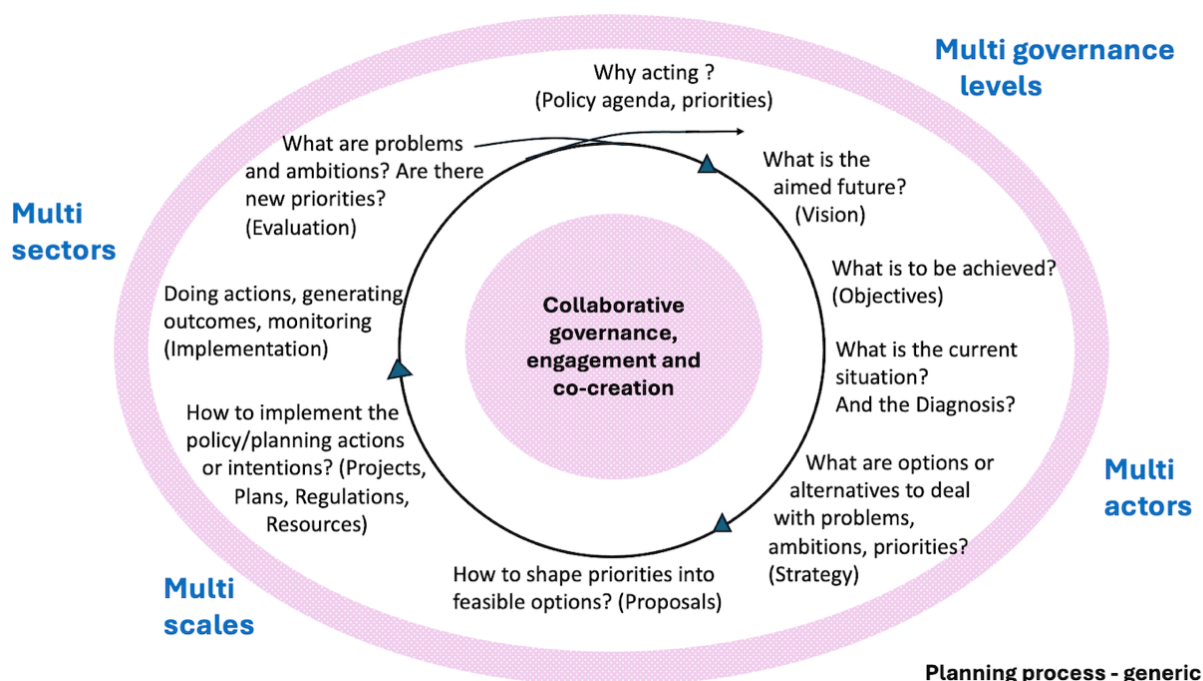 Multi governance
levels
Why acting ?
(Policy agenda, priorities)
What is the
aimed future?
(Vision)
What is to be achieved?
(Objectives)
What is the current
situation?
And the Diagnosis?
Multi
actors
What are options or
alternatives to deal
with problems,
ambitions, priorities?
(Strategy)
How to shape priorities into
feasible options? (Proposals)
Multi
scales
How to implement the
policy/planning actions
or intentions? (Projects,
Plans, Regulations,
Resources)
Doing actions, generating
outcomes, monitoring
(Implementation)
Multi
sectors
What are problems
and ambitions? Are there
new priorities?
(Evaluation)
Collaborative
governance,
engagement and
co-creation
Planning process - generic